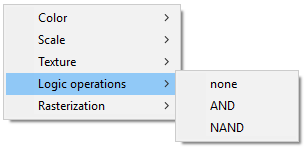 Color
Scale
Texture
Logic operations
Rasterization
none
AND
NAND